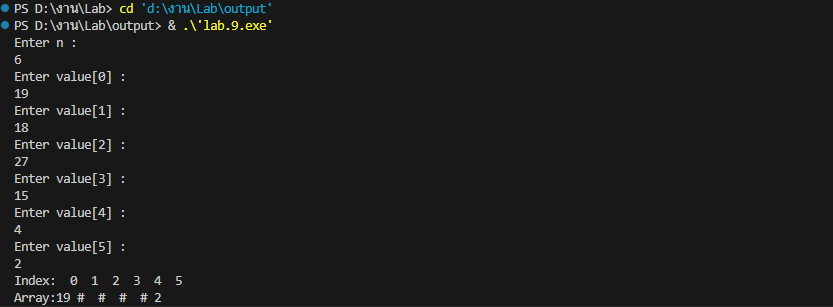 PS D:\งาน\Lab> cd 'd:\งาน\Lab\output'
PS D:\งาน\Lab\output> & .\'lab.9.exe'
Enter n :
6
Enter value[0] :
19
Enter value[1] :
18
Enter value[2] :
27
Enter value[3] :
15
Enter value[4] :
4
Enter value[5] :
2
Index:  0  1  2  3  4  5
Array:19 #  #  #  # 2